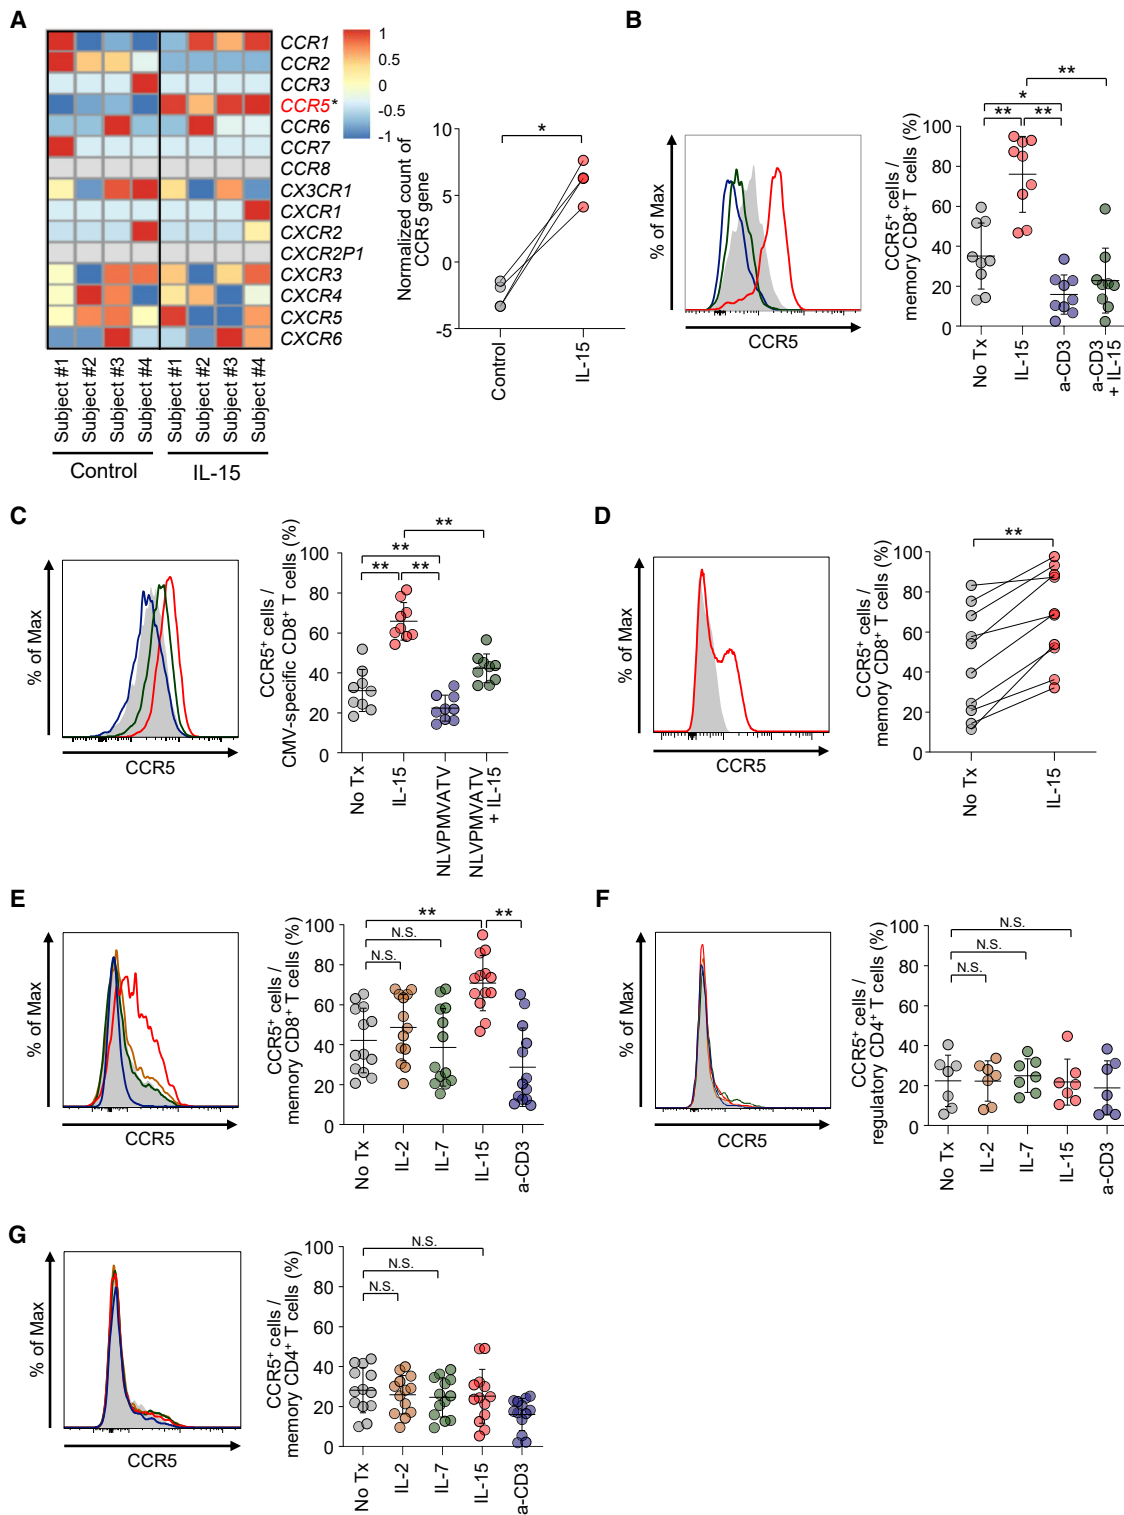 A
CCR1
CCR2
CCR3
CCR5*
CCR6
CCR7
CCR8
CX3CR1
CXCR1
CXCR2
CXCR2P1
CXCR3
CXCR4
CXCR5
CXCR6
1
0.5
0
-0.5
-1
Subject #1
Subject #2
Subject #3
Subject #4
Subject #1
Subject #2
Subject #3
Subject #4
Control
IL-15
Normalized count of
CCR5 gene
10
5
0
-5
*
Control
IL-15
B
% of Max
CCR5
CCR5+ cells /
memory CD8+ T cells (%)
100
80
60
40
20
0
**
*
** **
No Tx
IL-15
a-CD3
a-CD3
+ IL-15
C
% of Max
CCR5
CCR5+ cells /
CMV-specific CD8+ T cells (%)
100
80
60
40
20
0
**
**
** **
No Tx
IL-15
NLVPMVATV
NLVPMVATV
+ IL-15
D
% of Max
CCR5
CCR5+ cells /
memory CD8+ T cells (%)
100
80
60
40
20
0
**
No Tx
IL-15
E
% of Max
CCR5
CCR5+ cells /
memory CD8+ T cells (%)
100
80
60
40
20
0
** **
N.S.
N.S.
No Tx
IL-2
IL-7
IL-15
a-CD3
F
% of Max
CCR5
CCR5+ cells /
regulatory CD4+ T cells (%)
100
80
60
40
20
0
N.S.
N.S.
N.S.
No Tx
IL-2
IL-7
IL-15
a-CD3
G
% of Max
CCR5
CCR5+ cells /
memory CD4+ T cells (%)
100
80
60
40
20
0
N.S.
N.S.
N.S.
No Tx
IL-2
IL-7
IL-15
a-CD3